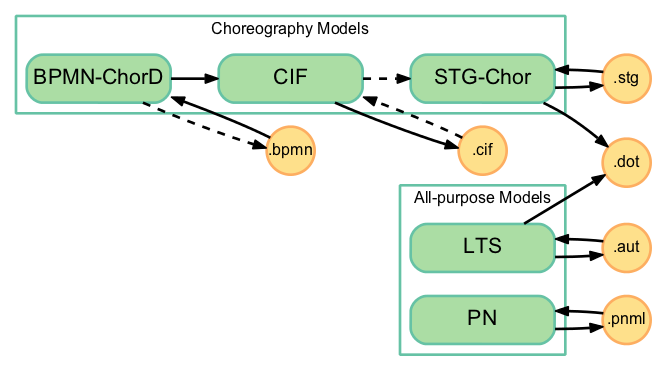 Choreography Models
BPMN-ChorD
CIF
STG-Chor
.stg
.bpmn
.cif
.dot
All-purpose Models
LTS
.aut
PN
.pnml